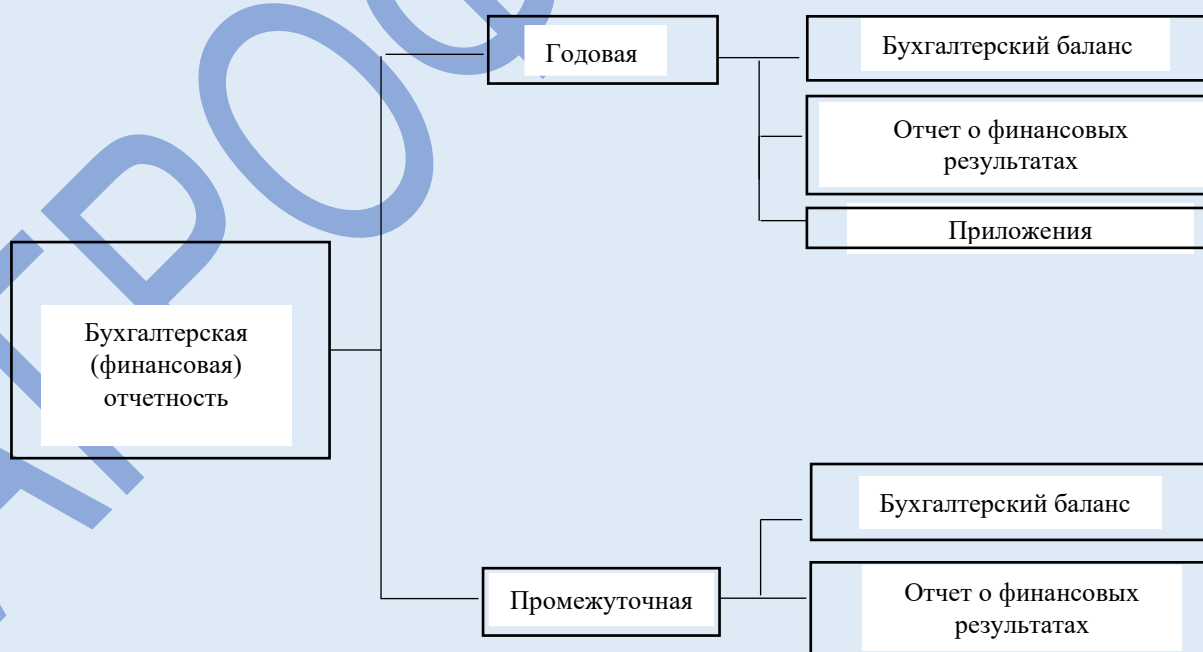 Годовая
Бухгалтерский баланс
Отчет о финансовых
результатах
Приложения
Бухгалтерская
(финансовая)
отчетность
Бухгалтерский баланс
Промежуточная
Отчет о финансовых
результатах